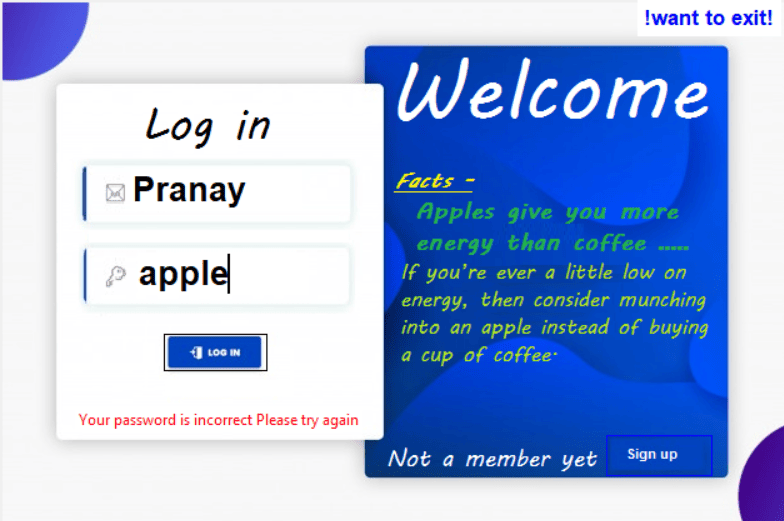 !want to exit!
Log in
Pranay
apple
LOG IN
Your password is incorrect Please try again
Welcome
Facts -
Apples give you more
energy than coffee .....
If you're ever a little low on
energy, then consider munching
into an apple instead of buying
a cup of coffee.
Not a member yet
Sign up